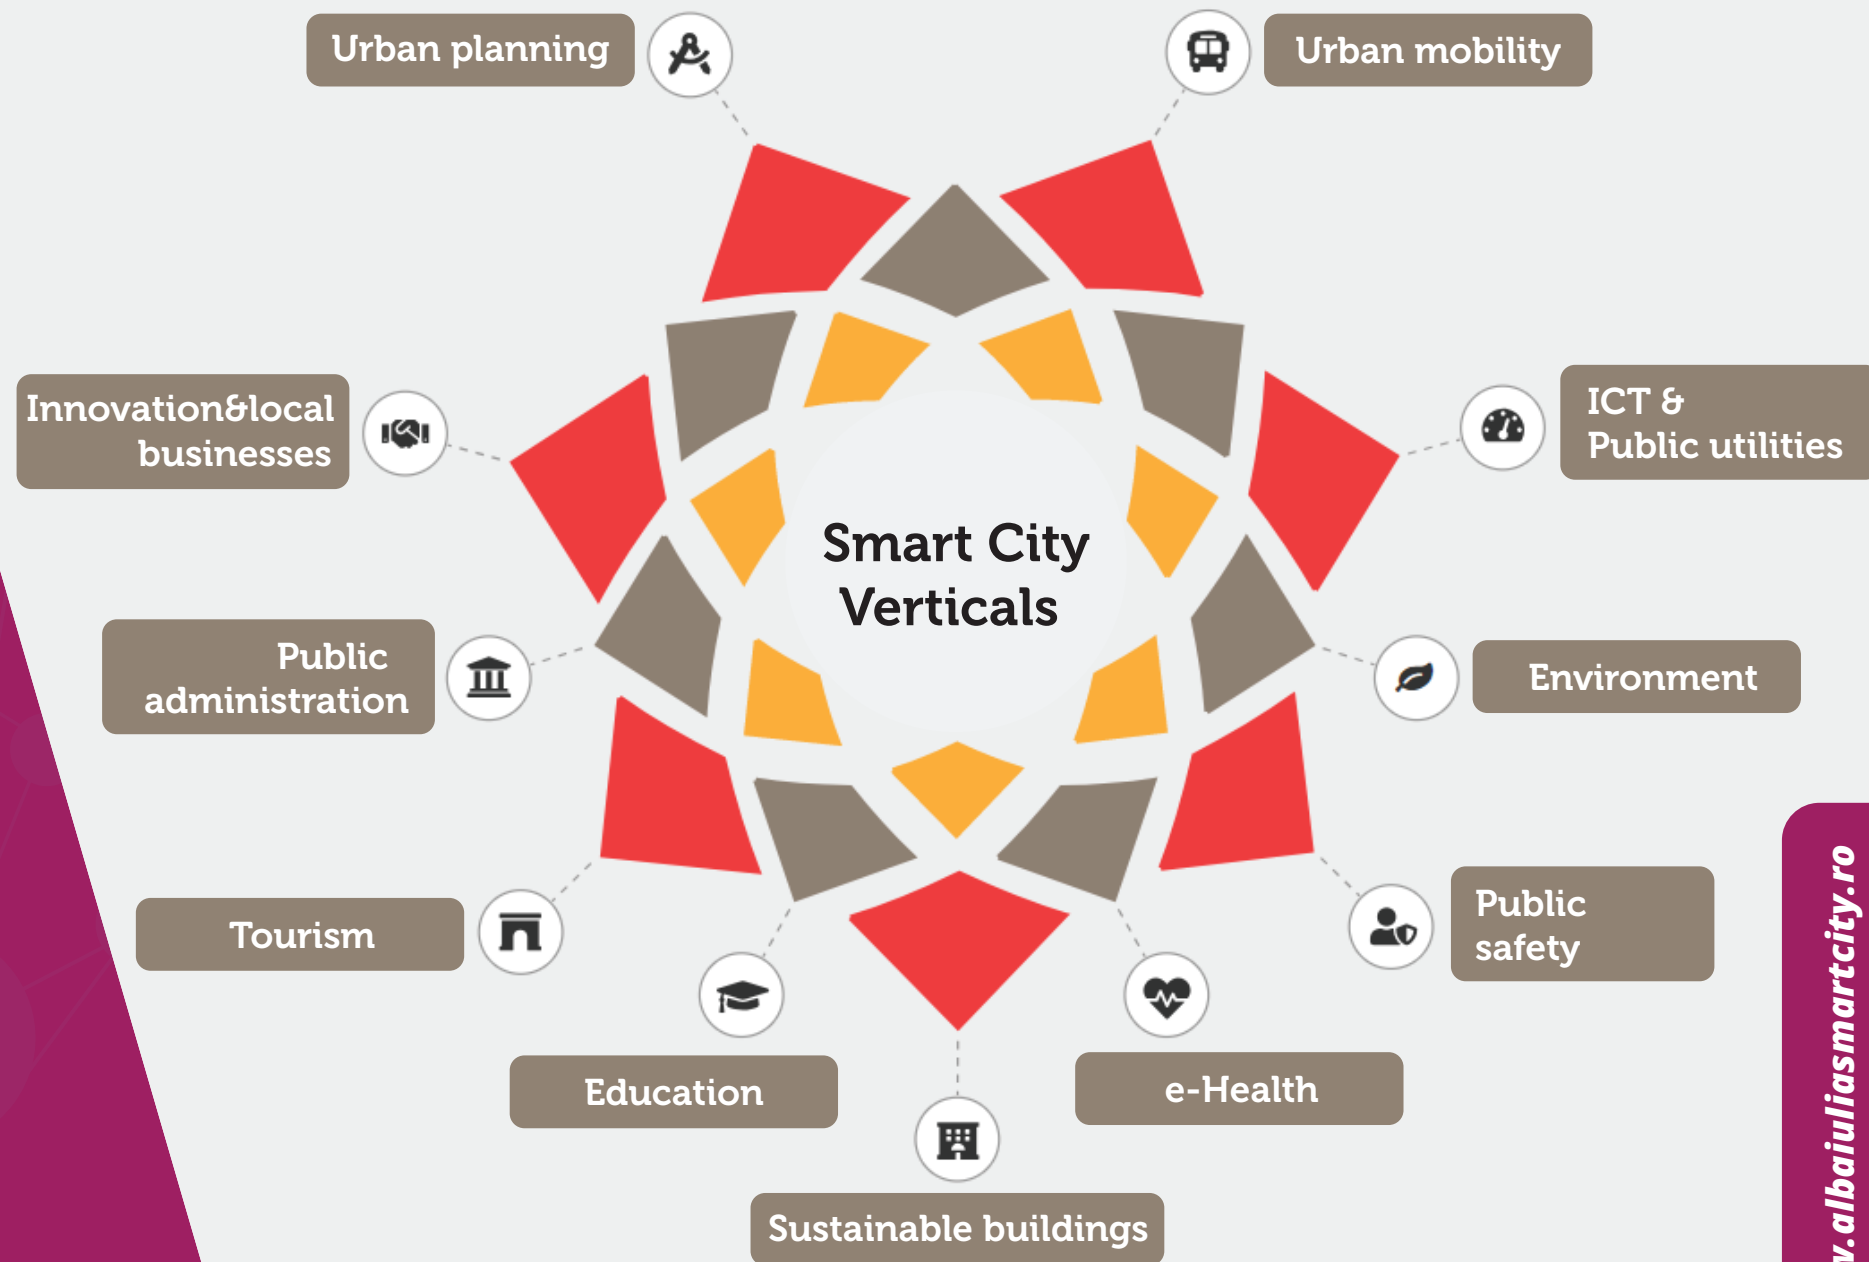 Urban planning
Urban mobility
Innovation&local
businesses
ICT &
Public utilities
Smart City
Verticals
Public
administration
Environment
Tourism
Public
safety
Education
e-Health
Sustainable buildings
.albaiuliasmartcity.ro